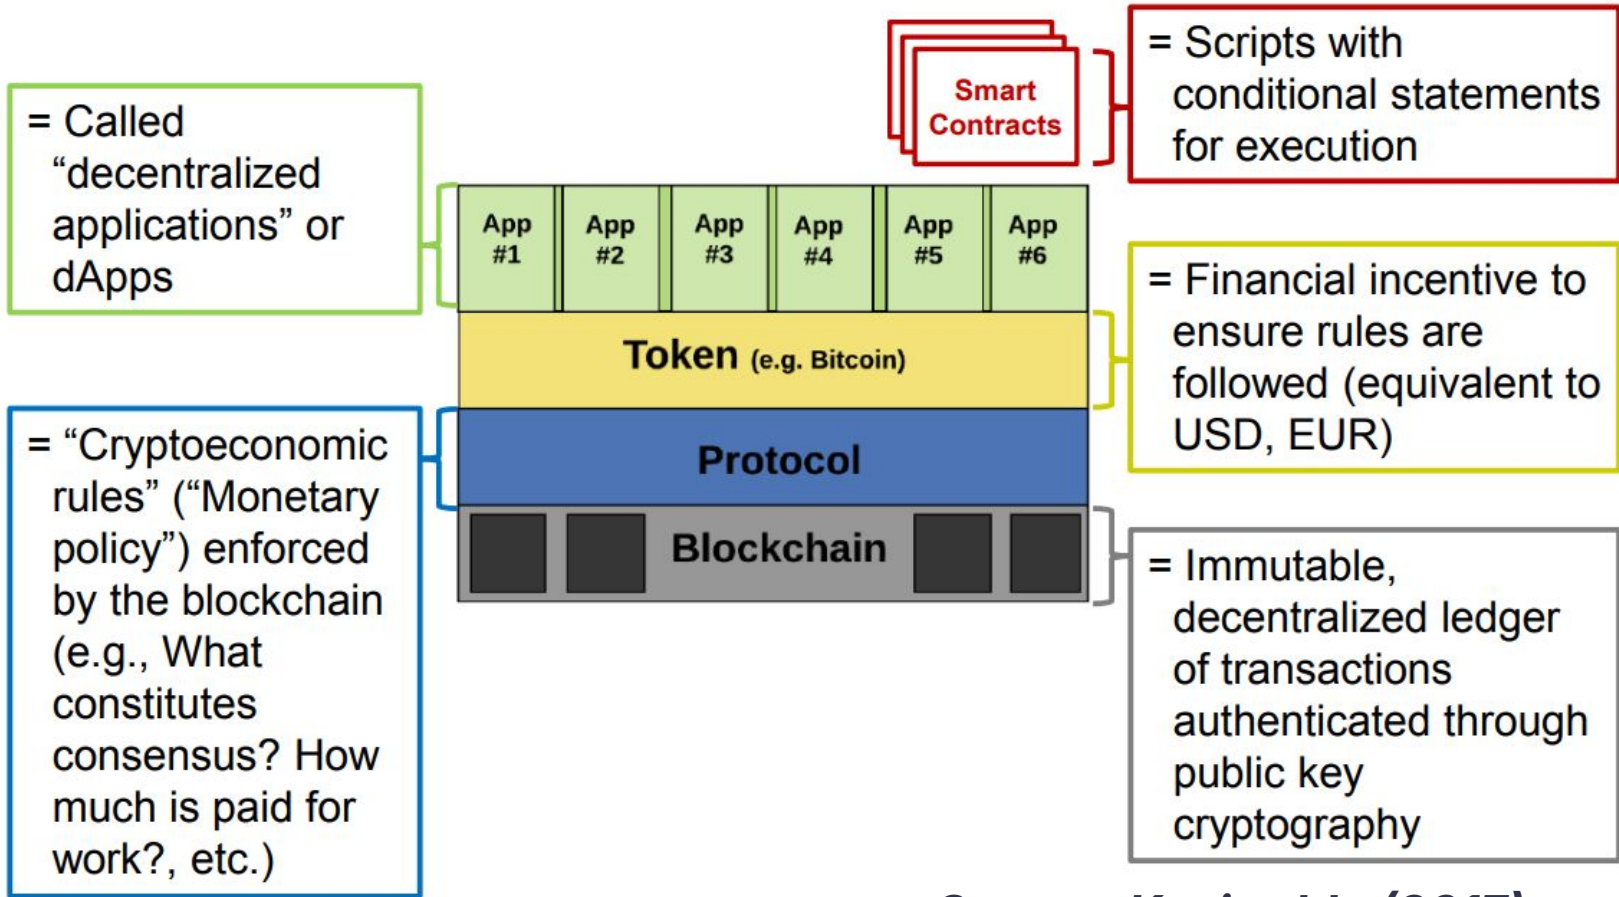 Smart
Contracts
= Scripts with
conditional statements
for execution
= Called
“decentralized
applications” or
dApps
App
#1
App
#2
App
#3
App
#4
App
#5
App
#6
= Financial incentive to
ensure rules are
followed (equivalent to
USD, EUR)
Token (e.g. Bitcoin)
= “Cryptoeconomic
rules” (“Monetary
policy”) enforced
by the blockchain
(e.g., What
constitutes
consensus? How
much is paid for
work?, etc.)
Protocol
Blockchain
= Immutable,
decentralized ledger
of transactions
authenticated through
public key
cryptography